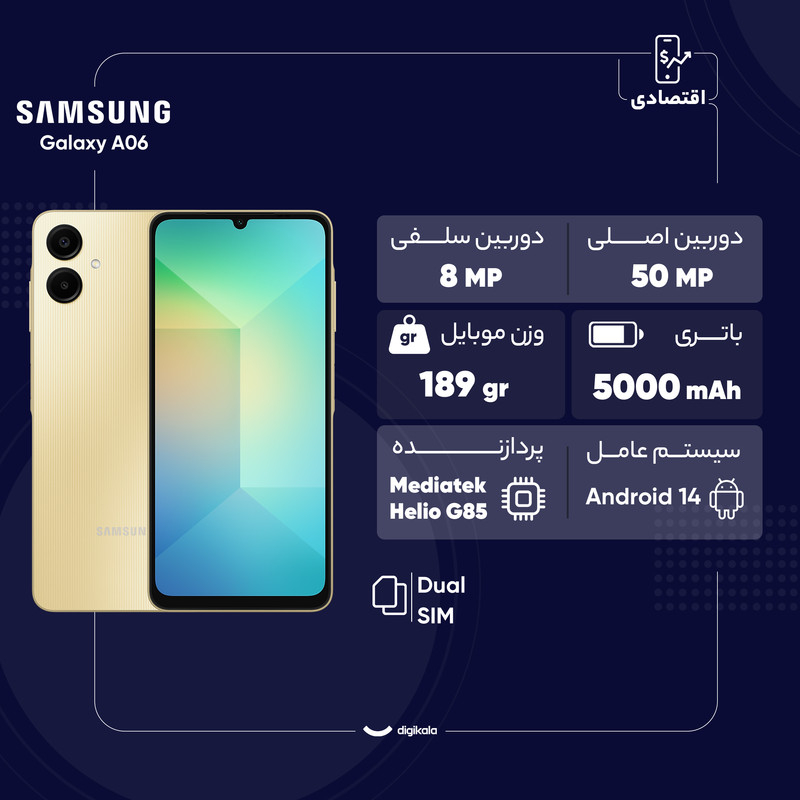 اقتصادی
SAMSUNG
Galaxy A06
دوربین اصلی
50 MP
دوربین سلفی
8 MP
باتری
5000 mAh
وزن موبایل
gr
189 gr
سیستم عامل
Android 14
پردازنده
Mediatek
Helio G85
SAMSUNG
Dual
SIM
digikala